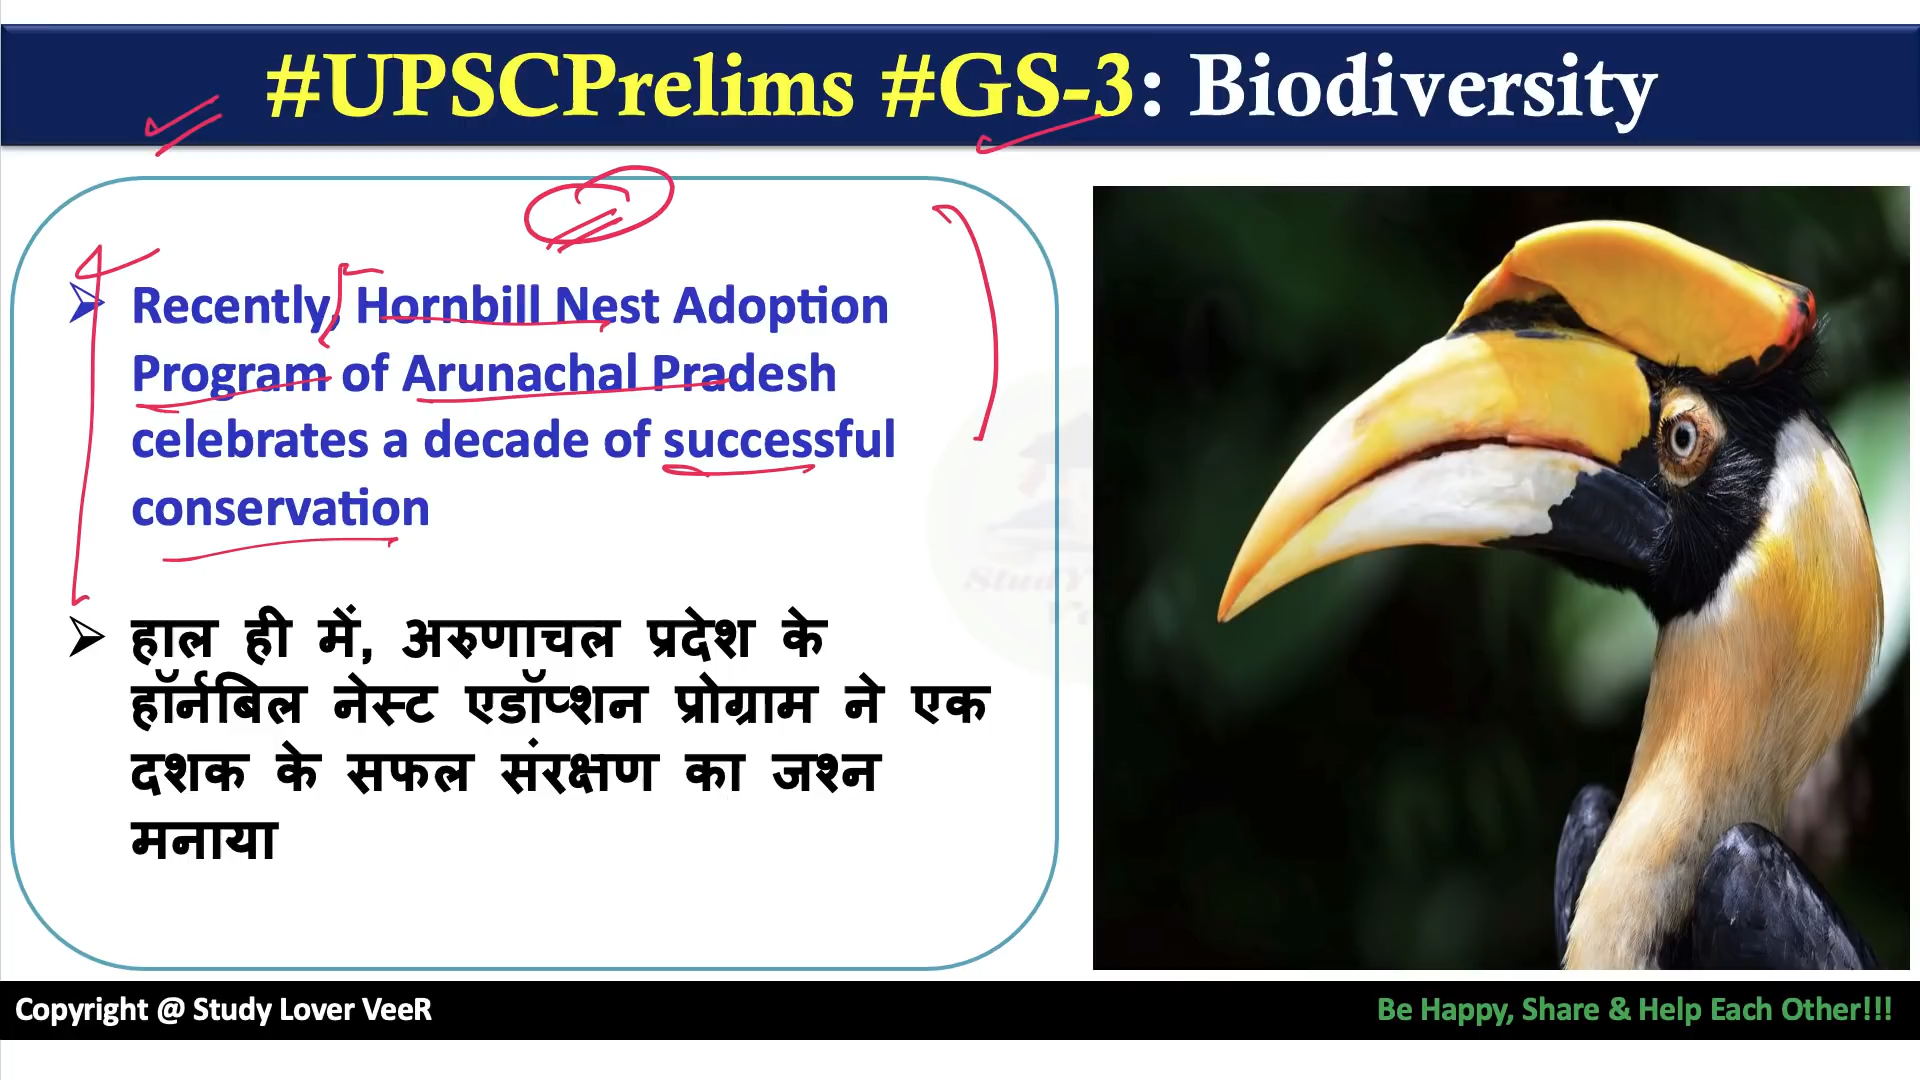 #UPSCPrelims #GS-3: Biodiversity
Recently, Hornbill Nest Adoption
Program of Arunachal Pradesh
celebrates a decade of successful
conservation
हाल ही में, अरुणाचल प्रदेश के
हॉर्नबिल नेस्ट एडॉप्शन प्रोग्राम ने एक
दशक के सफल संरक्षण का जश्न
मनाया
StudY
Copyright @ Study Lover VeeR
Be Happy, Share & Help Each Other!!!